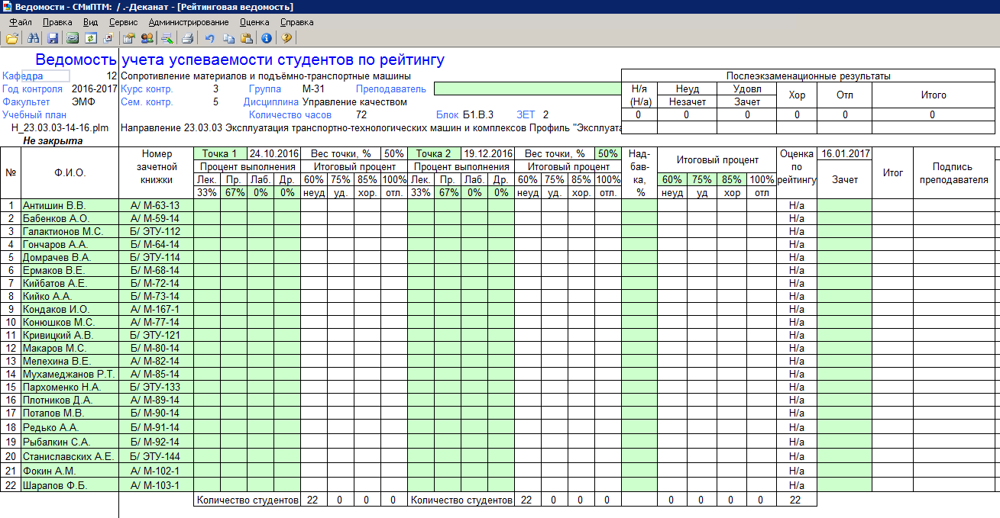 Ведомости - СМиПТМ: / .-Деканат - [Рейтинговая ведомость]
Файл Правка Вид Сервис Администрирование Оценка Справка
Ведомость учета успеваемости студентов по рейтингу
Кафедра 12 Сопротивление материалов и подъёмно-транспортные машины
Год контроля 2016-2017 Курс контр. 3 Группа М-31 Преподаватель
Факультет ЭМФ Сем. контр. 5 Дисциплина Управление качеством
Учебный план Количество часов 72 Блок Б1.В.3 ЗЕТ 2
Н_23.03.03-14-16.plm Направление 23.03.03 Эксплуатация транспортно-технологических машин и комплексов Профиль "Эксплуата
Не закрыта
Послеэкзаменационные результаты
Н/я Неуд Удовл Хор Отл Итого
(Н/а) Незачет Зачет
0 0 0 0 0 0
№ Ф.И.О. Номер зачетной книжки Точка 1 24.10.2016 Вес точки, % 50% Точка 2 19.12.2016 Вес точки, % 50% Над-бав-ка, % Итоговый процент Оценка по рейтингу 16.01.2017 Зачет Итог Подпись преподавателя
Процент выполнения Итоговый процент Процент выполнения Итоговый процент
Лек. Пр. Лаб. Др. 60% 75% 85% 100% Лек. Пр. Лаб. Др. 60% 75% 85% 100% 60% 75% 85% 100%
33% 67% 0% 0% неуд уд. хор. отл. 33% 67% 0% 0% неуд уд. хор. отл. неуд уд хор отл
1 Антишин В.В. А/ М-63-13 Н/а
2 Бабенков А.О. А/ М-59-14 Н/а
3 Галактионов М.С. Б/ ЭТУ-112 Н/а
4 Гончаров А.А. Б/ М-64-14 Н/а
5 Домрачев В.А. Б/ ЭТУ-114 Н/а
6 Ермаков В.Е. Б/ М-68-14 Н/а
7 Кийбатов А.Е. Б/ М-72-14 Н/а
8 Кийко А.А. Б/ М-73-14 Н/а
9 Кондаков И.О. А/ М-167-1 Н/а
10 Конюшков М.С. А/ М-77-14 Н/а
11 Кривицкий А.В. Б/ ЭТУ-121 Н/а
12 Макаров М.С. Б/ М-80-14 Н/а
13 Мелехина В.Е. А/ М-82-14 Н/а
14 Мухамеджанов Р.Т. А/ М-85-14 Н/а
15 Пархоменко Н.А. Б/ ЭТУ-133 Н/а
16 Плотников Д.А. А/ М-89-14 Н/а
17 Потапов М.В. Б/ М-90-14 Н/а
18 Редько А.А. Б/ М-91-14 Н/а
19 Рыбалкин С.А. Б/ М-92-14 Н/а
20 Станиславских А.Е. Б/ ЭТУ-144 Н/а
21 Фокин А.М. А/ М-102-1 Н/а
22 Шарапов Ф.Б. А/ М-103-1 Н/а
Количество студентов 22 0 0 0 Количество студентов 22 0 0 0 0 0 0 0 22